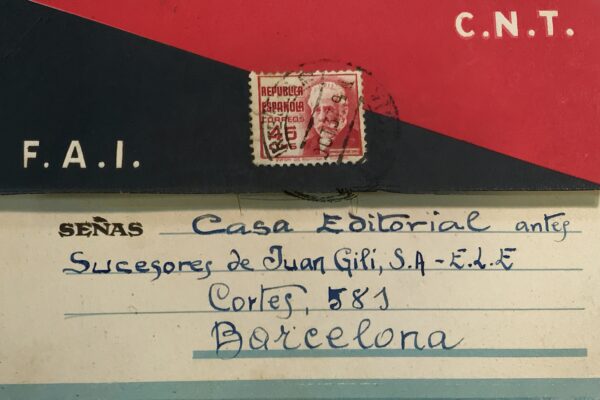 C.N.T.
REPUBLICA
ESPAÑOLA
CORREOS
45
F.A.I.
SEÑAS Casa Editorial antes
Sucesores de Juan Gili, S.A - E.L.E
Cortes, 581
Barcelona